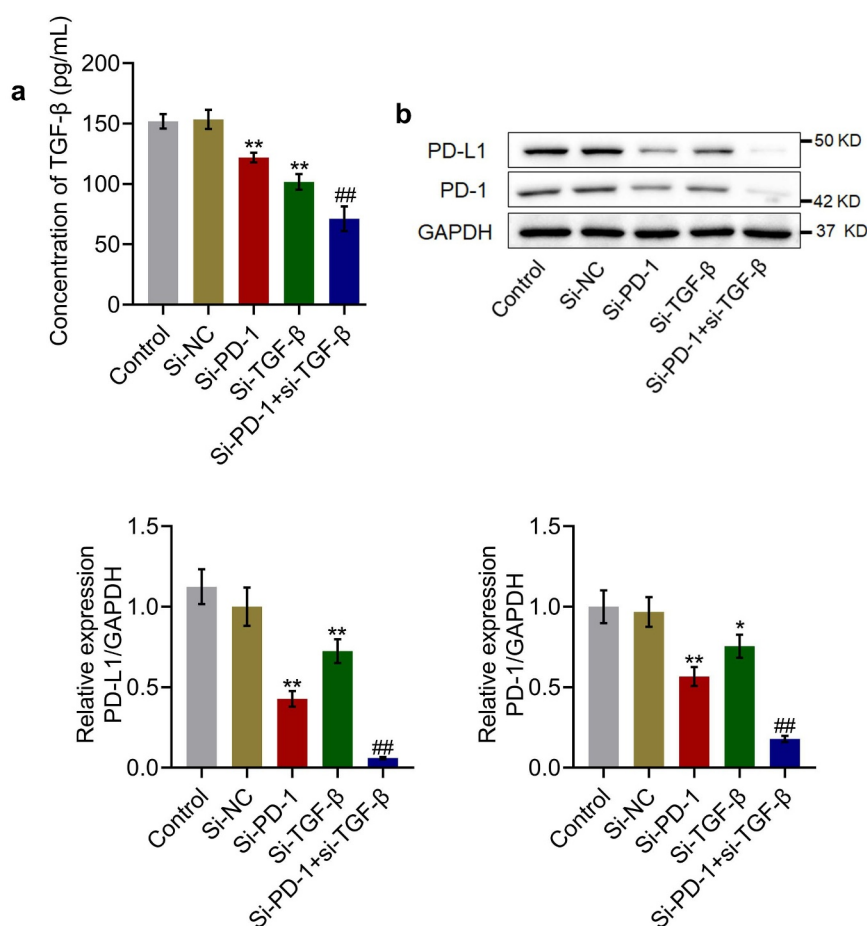 a
Concentration of TGF-β (pg/mL)
200
150
100
50
0
**
**
##
Control
Si-NC
Si-PD-1
Si-TGF-β
Si-PD-1+si-TGF-β
b
PD-L1
PD-1
GAPDH
50 KD
42 KD
37 KD
Control
Si-NC
Si-PD-1
Si-TGF-β
Si-PD-1+si-TGF-β
Relative expression
PD-L1/GAPDH
1.5
1.0
0.5
0.0
**
**
##
Control
Si-NC
Si-PD-1
Si-TGF-β
Si-PD-1+si-TGF-β
Relative expression
PD-1/GAPDH
1.5
1.0
0.5
0.0
**
*
##
Control
Si-NC
Si-PD-1
Si-TGF-β
Si-PD-1+si-TGF-β